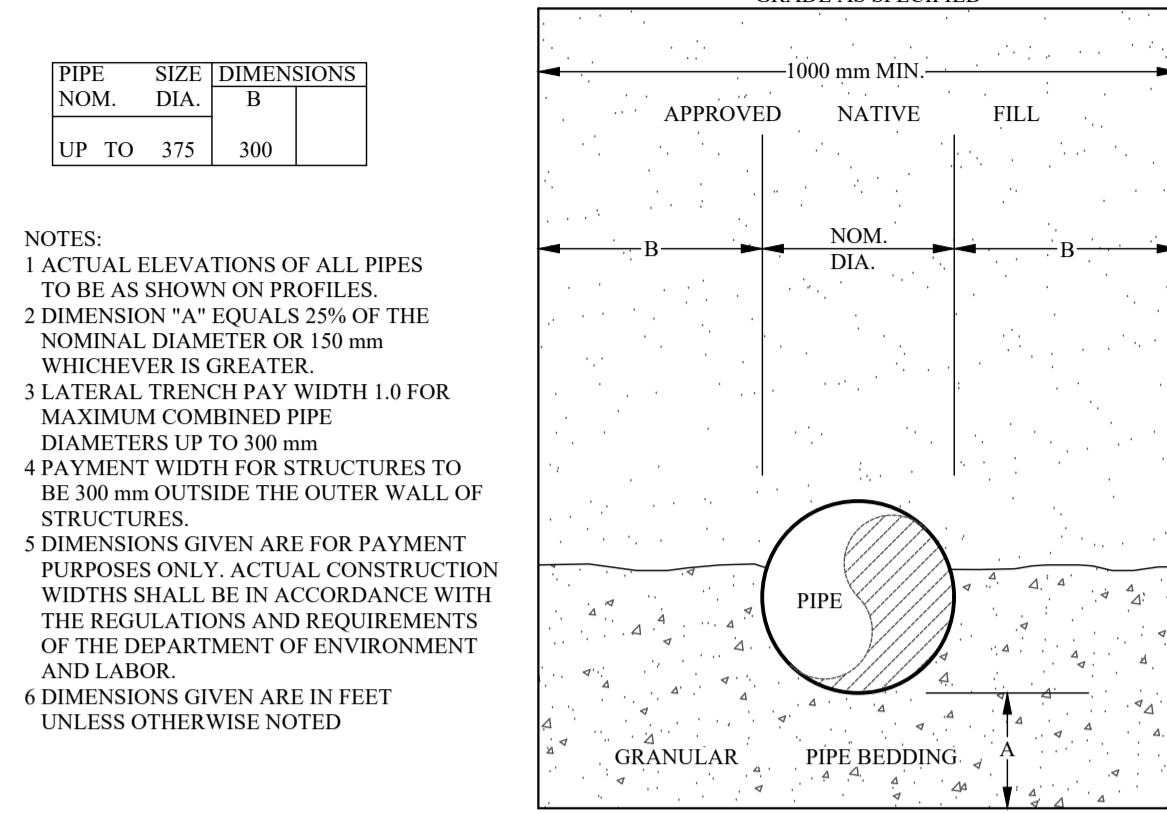 GRADE AS SPECIFIED
PIPE SIZE DIMENSIONS
NOM. DIA. B
UP TO 375 300
NOTES:
1 ACTUAL ELEVATIONS OF ALL PIPES
TO BE AS SHOWN ON PROFILES.
2 DIMENSION "A" EQUALS 25% OF THE
NOMINAL DIAMETER OR 150 mm
WHICHEVER IS GREATER.
3 LATERAL TRENCH PAY WIDTH 1.0 FOR
MAXIMUM COMBINED PIPE
DIAMETERS UP TO 300 mm
4 PAYMENT WIDTH FOR STRUCTURES TO
BE 300 mm OUTSIDE THE OUTER WALL OF
STRUCTURES.
5 DIMENSIONS GIVEN ARE FOR PAYMENT
PURPOSES ONLY. ACTUAL CONSTRUCTION
WIDTHS SHALL BE IN ACCORDANCE WITH
THE REGULATIONS AND REQUIREMENTS
OF THE DEPARTMENT OF ENVIRONMENT
AND LABOR.
6 DIMENSIONS GIVEN ARE IN FEET
UNLESS OTHERWISE NOTED
1000 mm MIN.
APPROVED NATIVE FILL
B NOM. B
DIA.
PIPE
GRANULAR PIPE BEDDING A